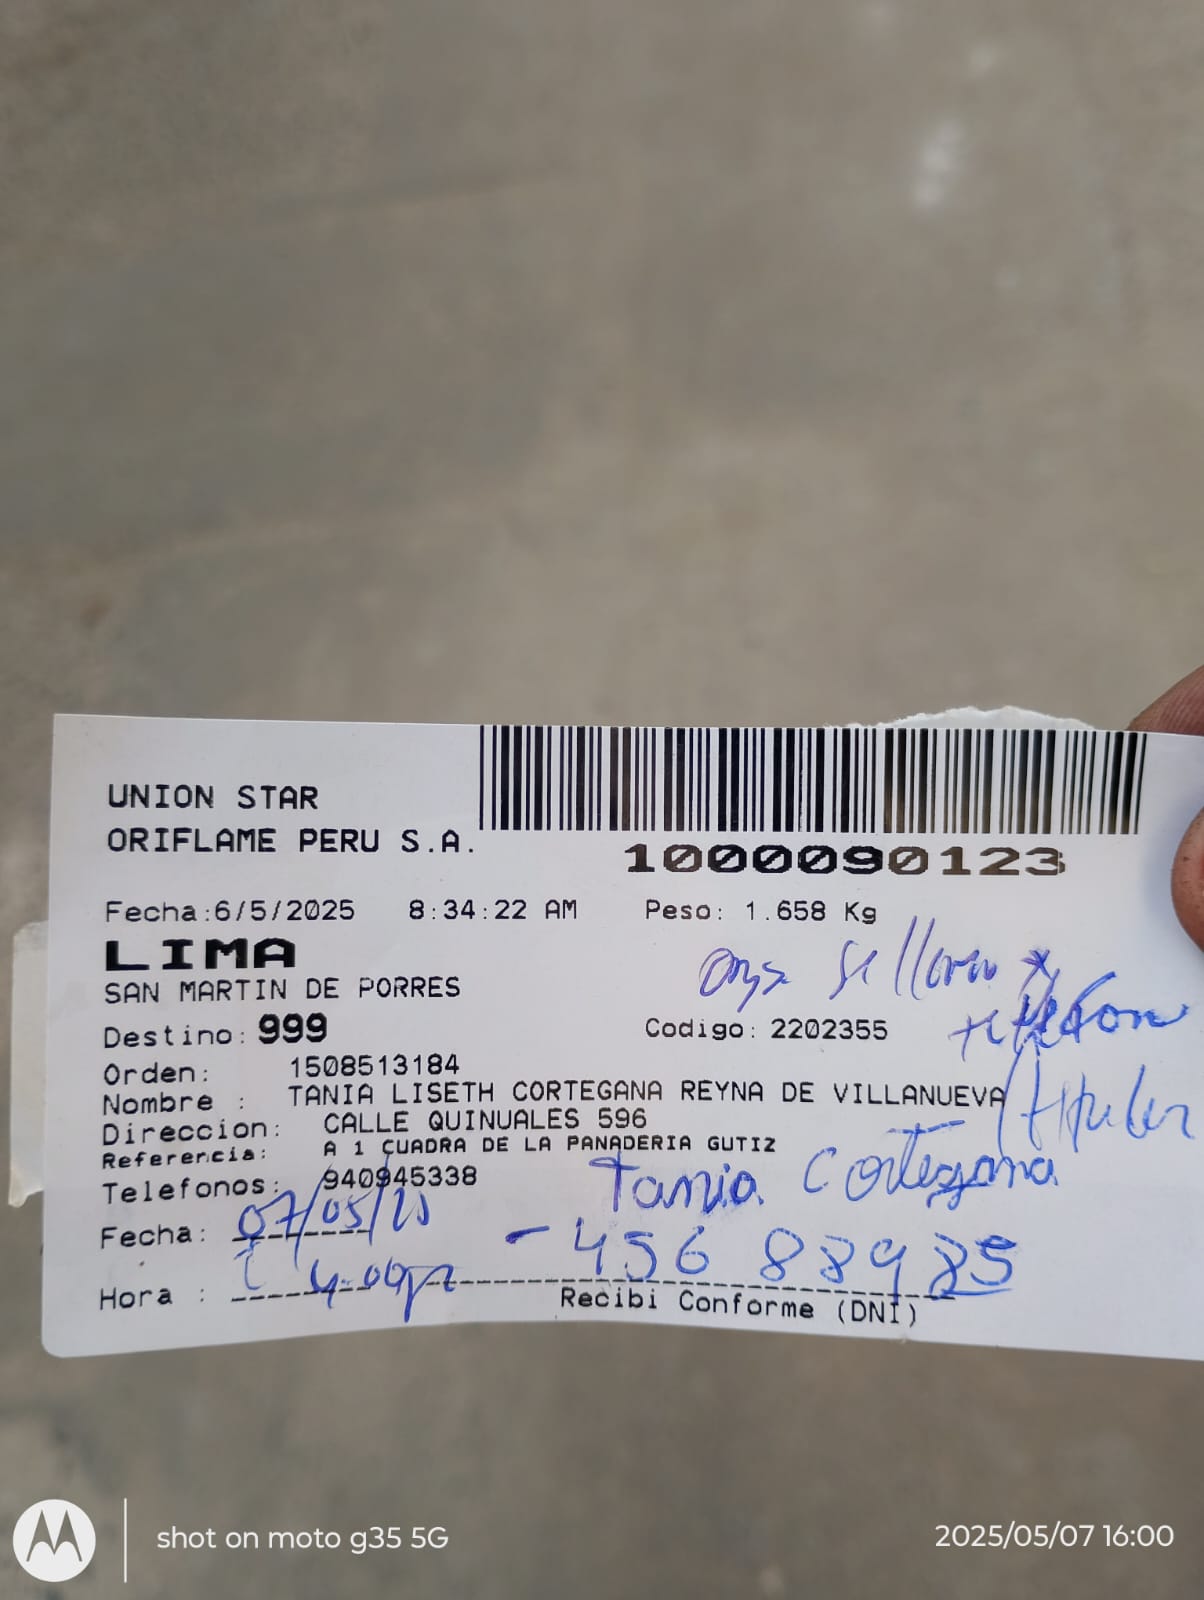 UNION STAR
ORIFLAME PERU S.A.
1000090123
Fecha:6/5/2025 8:34:22 AM Peso: 1.658 Kg
LIMA
SAN MARTIN DE PORRES
Destino: 999 Codigo: 2202355
Orden: 1508513184
Nombre : TANIA LISETH CORTEGANA REYNA DE VILLANUEVA
Direccion: CALLE QUINUALES 596
Referencia: A 1 CUADRA DE LA PANADERIA GUTIZ
Telefonos: 940945338
Tania Cortegana
Fecha: 07/05/25
Hora : 4:00
Recibi Conforme (DNI)
shot on moto g35 5G
2025/05/07 16:00